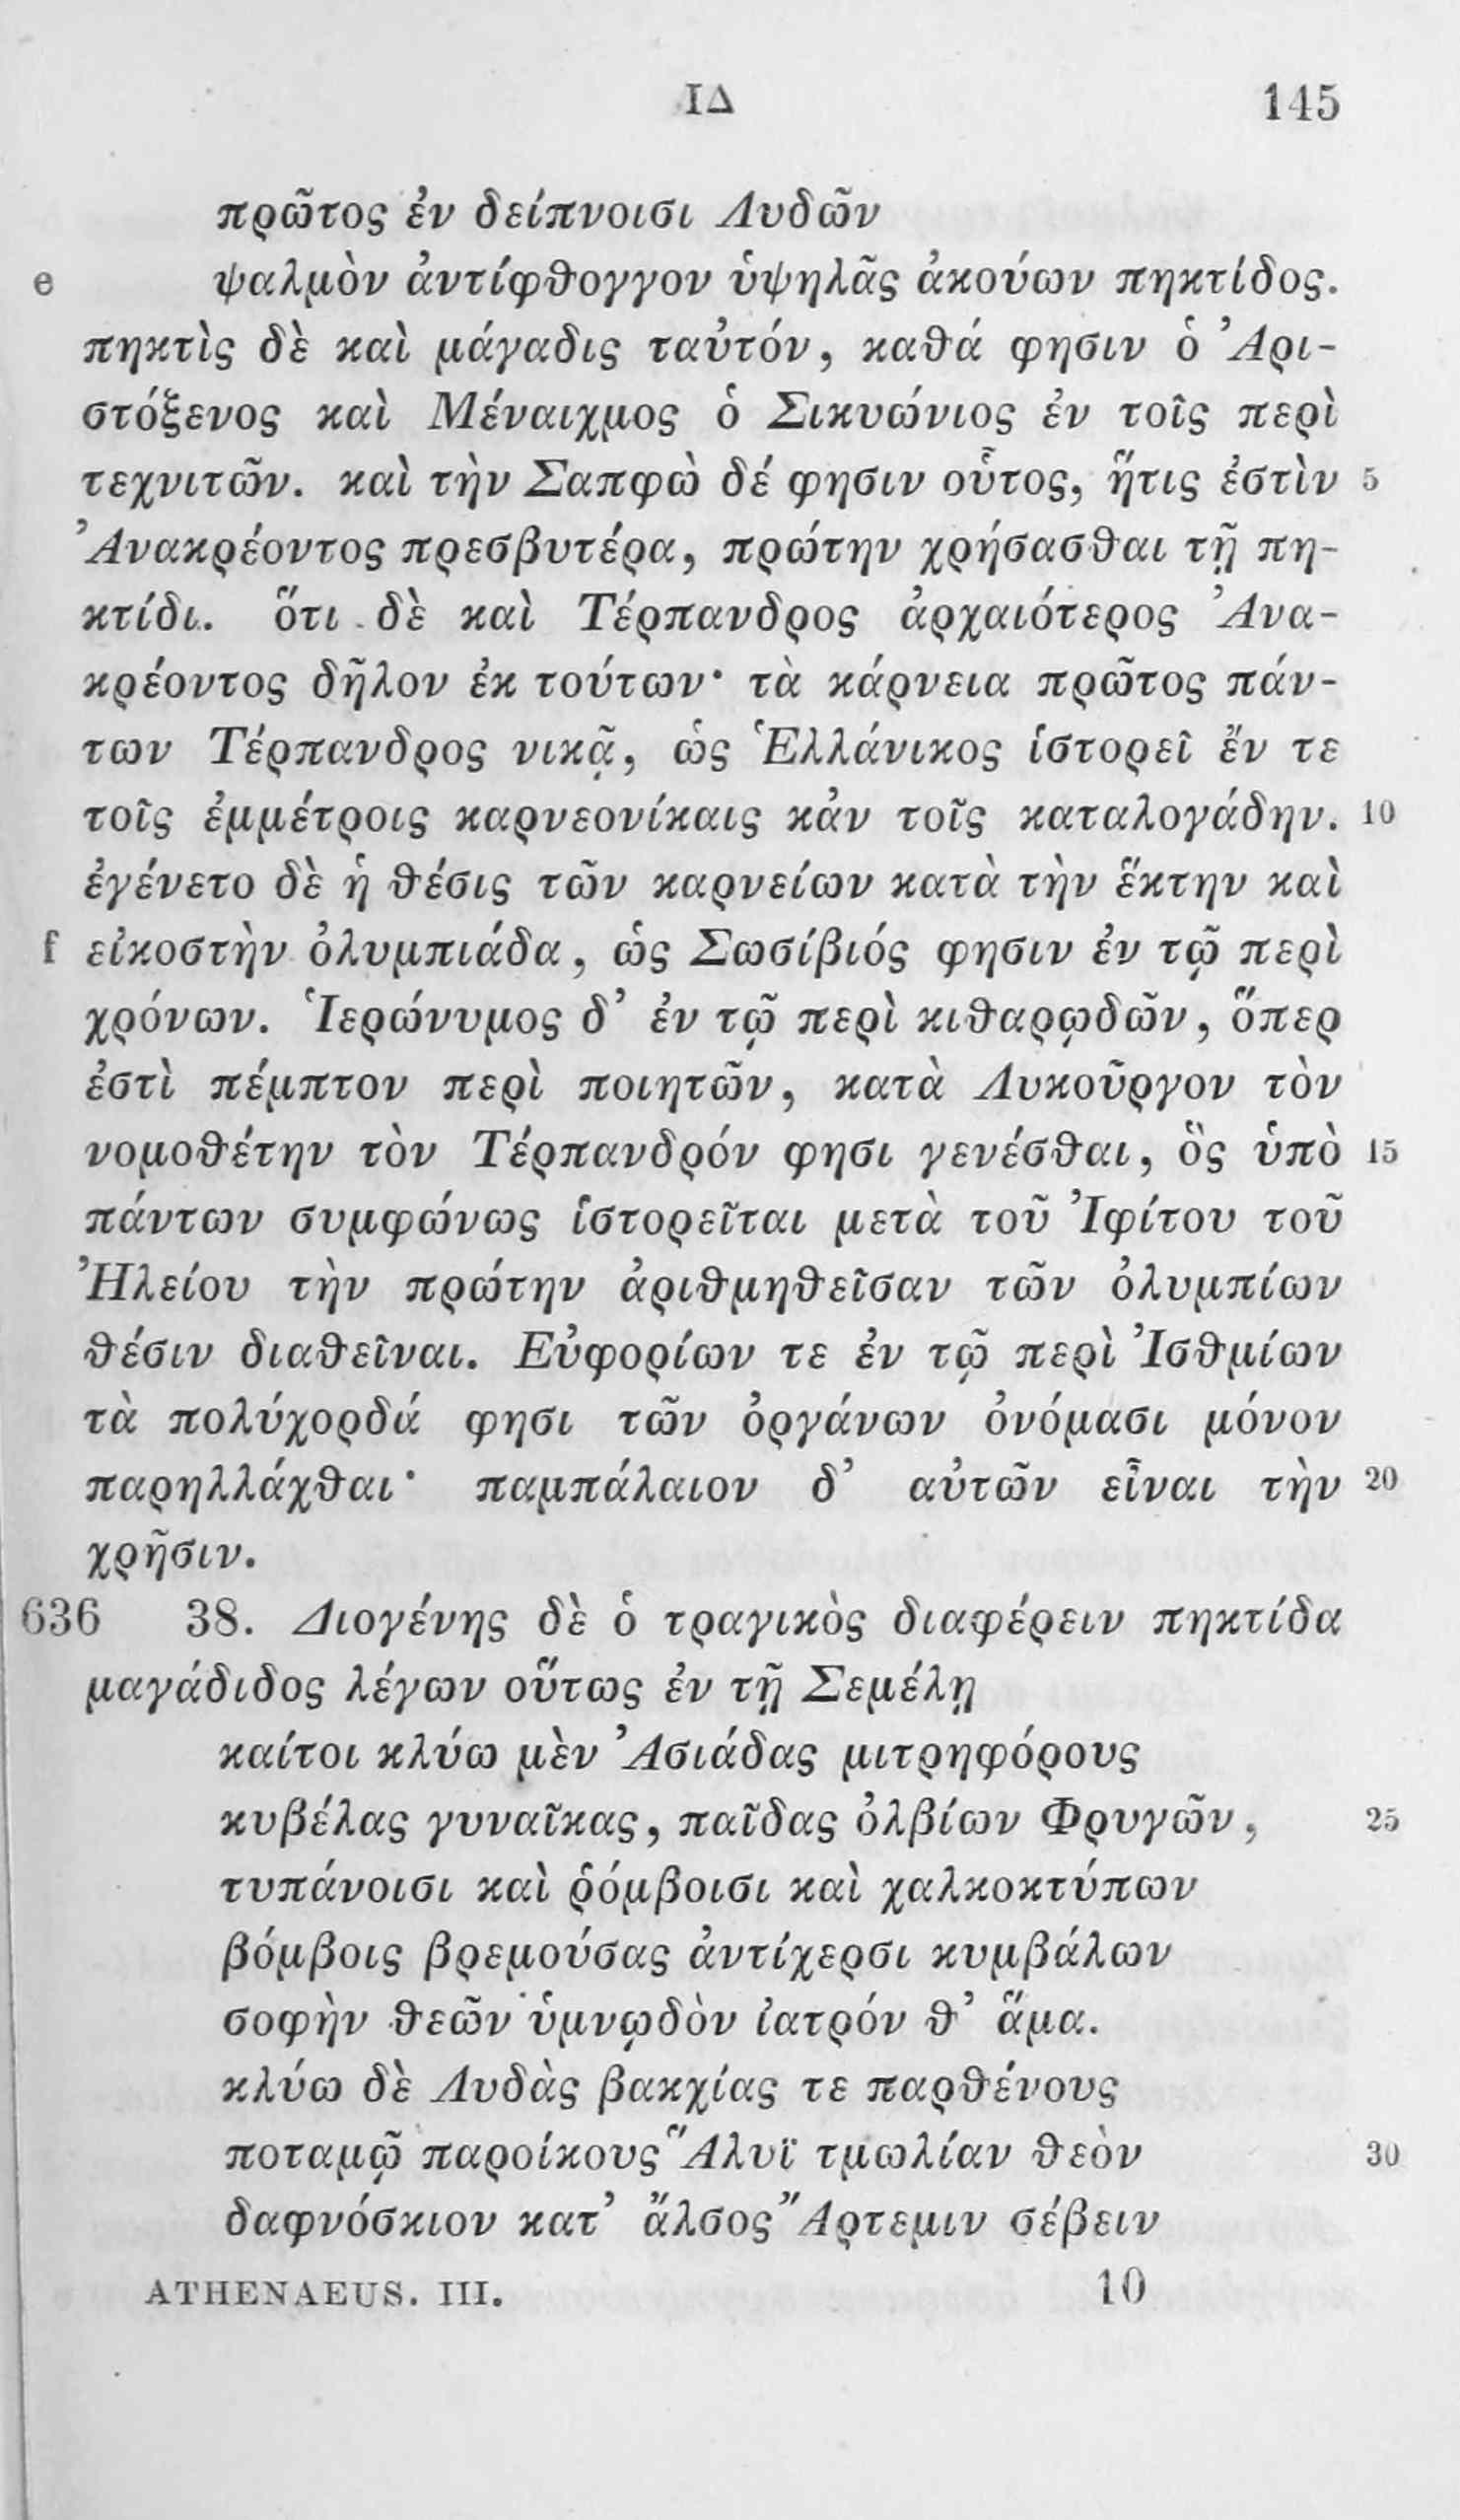 ΙΔ 145
πρῶτος ἐν δείπνοισι Λυδῶν
e ψαλμὸν ἀντίφθογγον ὑψηλᾶς ἀκούων πηκτίδος.
πηκτὶς δὲ καὶ μάγαδις ταὐτόν, καθά φησιν ὁ Ἀρι-
στόξενος καὶ Μέναιχμος ὁ Σικυώνιος ἐν τοῖς περὶ
τεχνιτῶν. καὶ τὴν Σαπφὼ δέ φησιν οὗτος, ἥτις ἐστὶν 5
Ἀνακρέοντος πρεσβυτέρα, πρώτην χρήσασθαι τῇ πη-
κτίδι. ὅτι δὲ καὶ Τέρπανδρος ἀρχαιότερος Ἀνα-
κρέοντος δῆλον ἐκ τούτων· τὰ κάρνεια πρῶτος πάν-
των Τέρπανδρος νικᾷ, ὡς Ἑλλάνικος ἱστορεῖ ἔν τε
τοῖς ἐμμέτροις καρνεονίκαις κἀν τοῖς καταλογάδην. 10
ἐγένετο δὲ ἡ θέσις τῶν καρνείων κατὰ τὴν ἕκτην καὶ
f εἰκοστὴν ὀλυμπιάδα, ὡς Σωσίβιός φησιν ἐν τῷ περὶ
χρόνων. Ἱερώνυμος δ’ ἐν τῷ περὶ κιθαρῳδῶν, ὅπερ
ἐστὶ πέμπτον περὶ ποιητῶν, κατὰ Λυκοῦργον τὸν
νομοθέτην τὸν Τέρπανδρόν φησι γενέσθαι, ὃς ὑπὸ 15
πάντων συμφώνως ἱστορεῖται μετὰ τοῦ Ἰφίτου τοῦ
Ἠλείου τὴν πρώτην ἀριθμηθεῖσαν τῶν ὀλυμπίων
θέσιν διαθεῖναι. Εὐφορίων τε ἐν τῷ περὶ Ἰσθμίων
τὰ πολύχορδά φησι τῶν ὀργάνων ὀνόμασι μόνον
παρηλλάχθαι· παμπάλαιον δ’ αὐτῶν εἶναι τὴν 20
χρῆσιν.
636 38. Διογένης δὲ ὁ τραγικὸς διαφέρειν πηκτίδα
μαγάδιδος λέγων οὕτως ἐν τῇ Σεμέλῃ
καίτοι κλύω μὲν Ἀσιάδας μιτρηφόρους
κυβέλας γυναῖκας, παῖδας ὀλβίων Φρυγῶν, 25
τυπάνοισι καὶ ῥόμβοισι καὶ χαλκοκτύπων
βόμβοις βρεμούσας ἀντίχερσι κυμβάλων
σοφὴν θεῶν ὑμνῳδὸν ἰατρόν θ’ ἅμα.
κλύω δὲ Λυδὰς βακχίας τε παρθένους
ποταμῷ παροίκους Ἅλυϊ τμωλίαν θεὸν 30
δαφνόσκιον κατ’ ἄλσος Ἄρτεμιν σέβειν
ATHENAEUS. III. 10